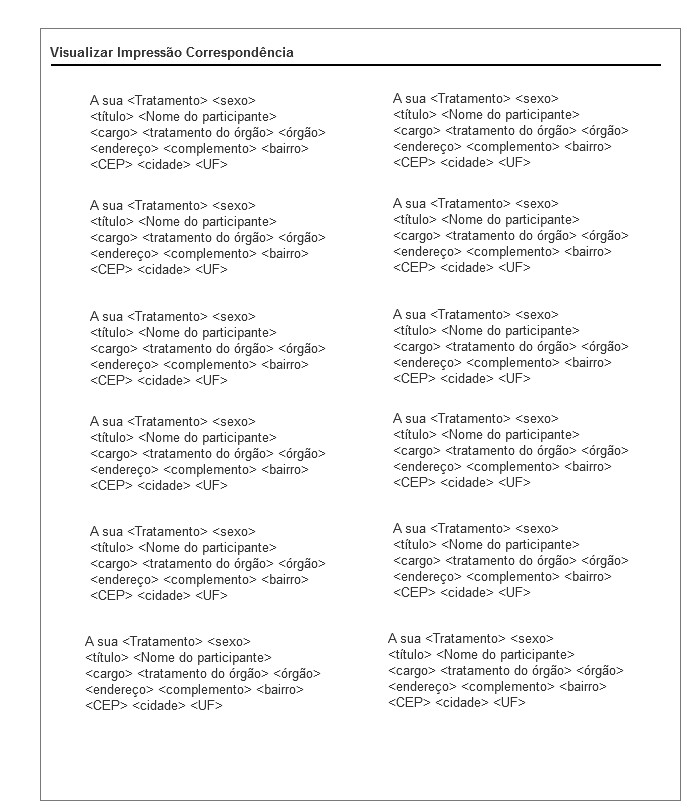 Visualizar Impressão Correspondência
A sua <Tratamento> <sexo>
<título> <Nome do participante>
<cargo> <tratamento do órgão> <órgão>
<endereço> <complemento> <bairro>
<CEP> <cidade> <UF>
A sua <Tratamento> <sexo>
<título> <Nome do participante>
<cargo> <tratamento do órgão> <órgão>
<endereço> <complemento> <bairro>
<CEP> <cidade> <UF>
A sua <Tratamento> <sexo>
<título> <Nome do participante>
<cargo> <tratamento do órgão> <órgão>
<endereço> <complemento> <bairro>
<CEP> <cidade> <UF>
A sua <Tratamento> <sexo>
<título> <Nome do participante>
<cargo> <tratamento do órgão> <órgão>
<endereço> <complemento> <bairro>
<CEP> <cidade> <UF>
A sua <Tratamento> <sexo>
<título> <Nome do participante>
<cargo> <tratamento do órgão> <órgão>
<endereço> <complemento> <bairro>
<CEP> <cidade> <UF>
A sua <Tratamento> <sexo>
<título> <Nome do participante>
<cargo> <tratamento do órgão> <órgão>
<endereço> <complemento> <bairro>
<CEP> <cidade> <UF>
A sua <Tratamento> <sexo>
<título> <Nome do participante>
<cargo> <tratamento do órgão> <órgão>
<endereço> <complemento> <bairro>
<CEP> <cidade> <UF>
A sua <Tratamento> <sexo>
<título> <Nome do participante>
<cargo> <tratamento do órgão> <órgão>
<endereço> <complemento> <bairro>
<CEP> <cidade> <UF>
A sua <Tratamento> <sexo>
<título> <Nome do participante>
<cargo> <tratamento do órgão> <órgão>
<endereço> <complemento> <bairro>
<CEP> <cidade> <UF>
A sua <Tratamento> <sexo>
<título> <Nome do participante>
<cargo> <tratamento do órgão> <órgão>
<endereço> <complemento> <bairro>
<CEP> <cidade> <UF>
A sua <Tratamento> <sexo>
<título> <Nome do participante>
<cargo> <tratamento do órgão> <órgão>
<endereço> <complemento> <bairro>
<CEP> <cidade> <UF>
A sua <Tratamento> <sexo>
<título> <Nome do participante>
<cargo> <tratamento do órgão> <órgão>
<endereço> <complemento> <bairro>
<CEP> <cidade> <UF>